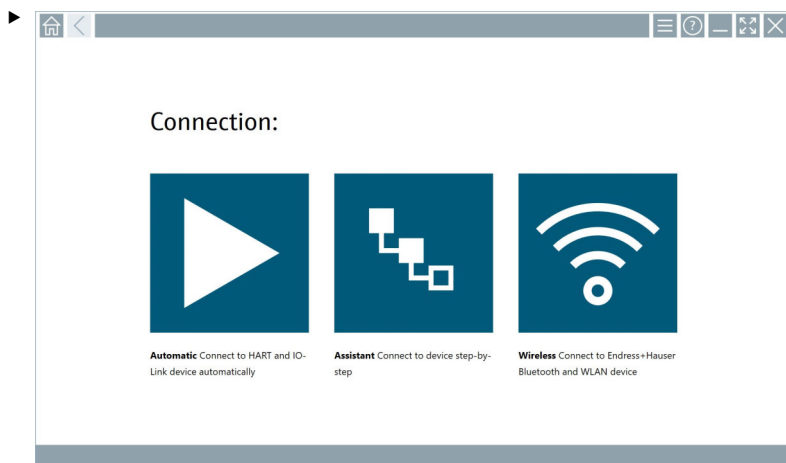 Connection:
Automatic Connect to HART and IO-
Link device automatically
Assistant Connect to device step-by-
step
Wireless Connect to Endress+Hauser
Bluetooth and WLAN device